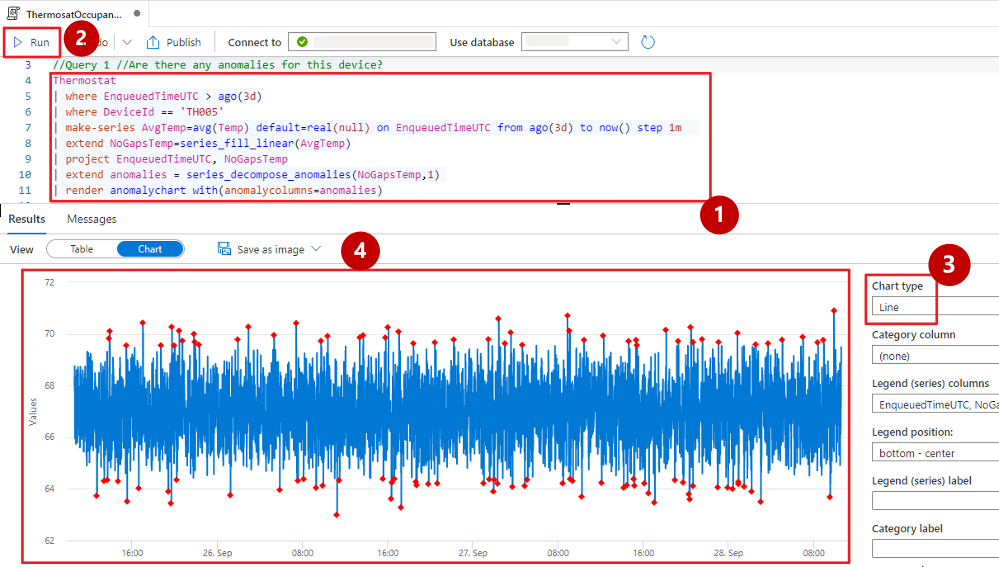 ThermosatOccupan...
Run
2
do
Publish
Connect to
Use database
3 //Query 1 //Are there any anomalies for this device?
4 Thermostat
5 | where EnqueuedTimeUTC > ago(3d)
6 | where DeviceId == 'TH005'
7 | make-series AvgTemp=avg(Temp) default=real(null) on EnqueuedTimeUTC from ago(3d) to now() step 1m
8 | extend NoGapsTemp=series_fill_linear(AvgTemp)
9 | project EnqueuedTimeUTC, NoGapsTemp
10 | extend anomalies = series_decompose_anomalies(NoGapsTemp,1)
11 | render anomalychart with(anomalycolumns=anomalies)
1
Results
Messages
View
Table
Chart
Save as image
4
3
72
70
68
66
64
62
Values
16:00
26. Sep
08:00
16:00
27. Sep
08:00
16:00
28. Sep
08:00
Chart type
Line
Category column
(none)
Legend (series) columns
EnqueuedTimeUTC, NoGa
Legend position:
bottom - center
Legend (series) label
Category label